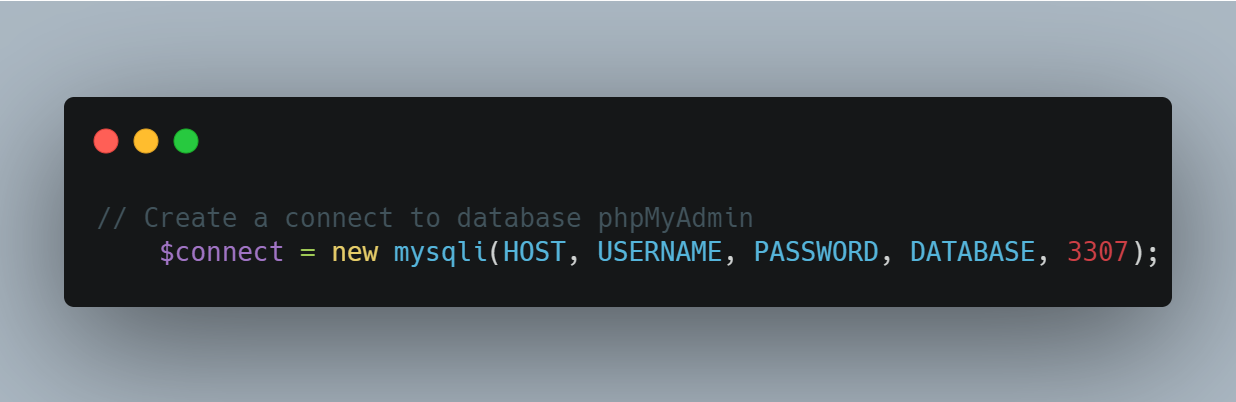 // Create a connect to database phpMyAdmin
$connect = new mysqli(HOST, USERNAME, PASSWORD, DATABASE, 3307);